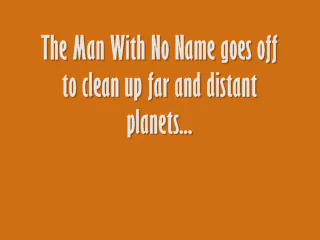 The Man With No Name goes off
to clean up far and distant
planets...